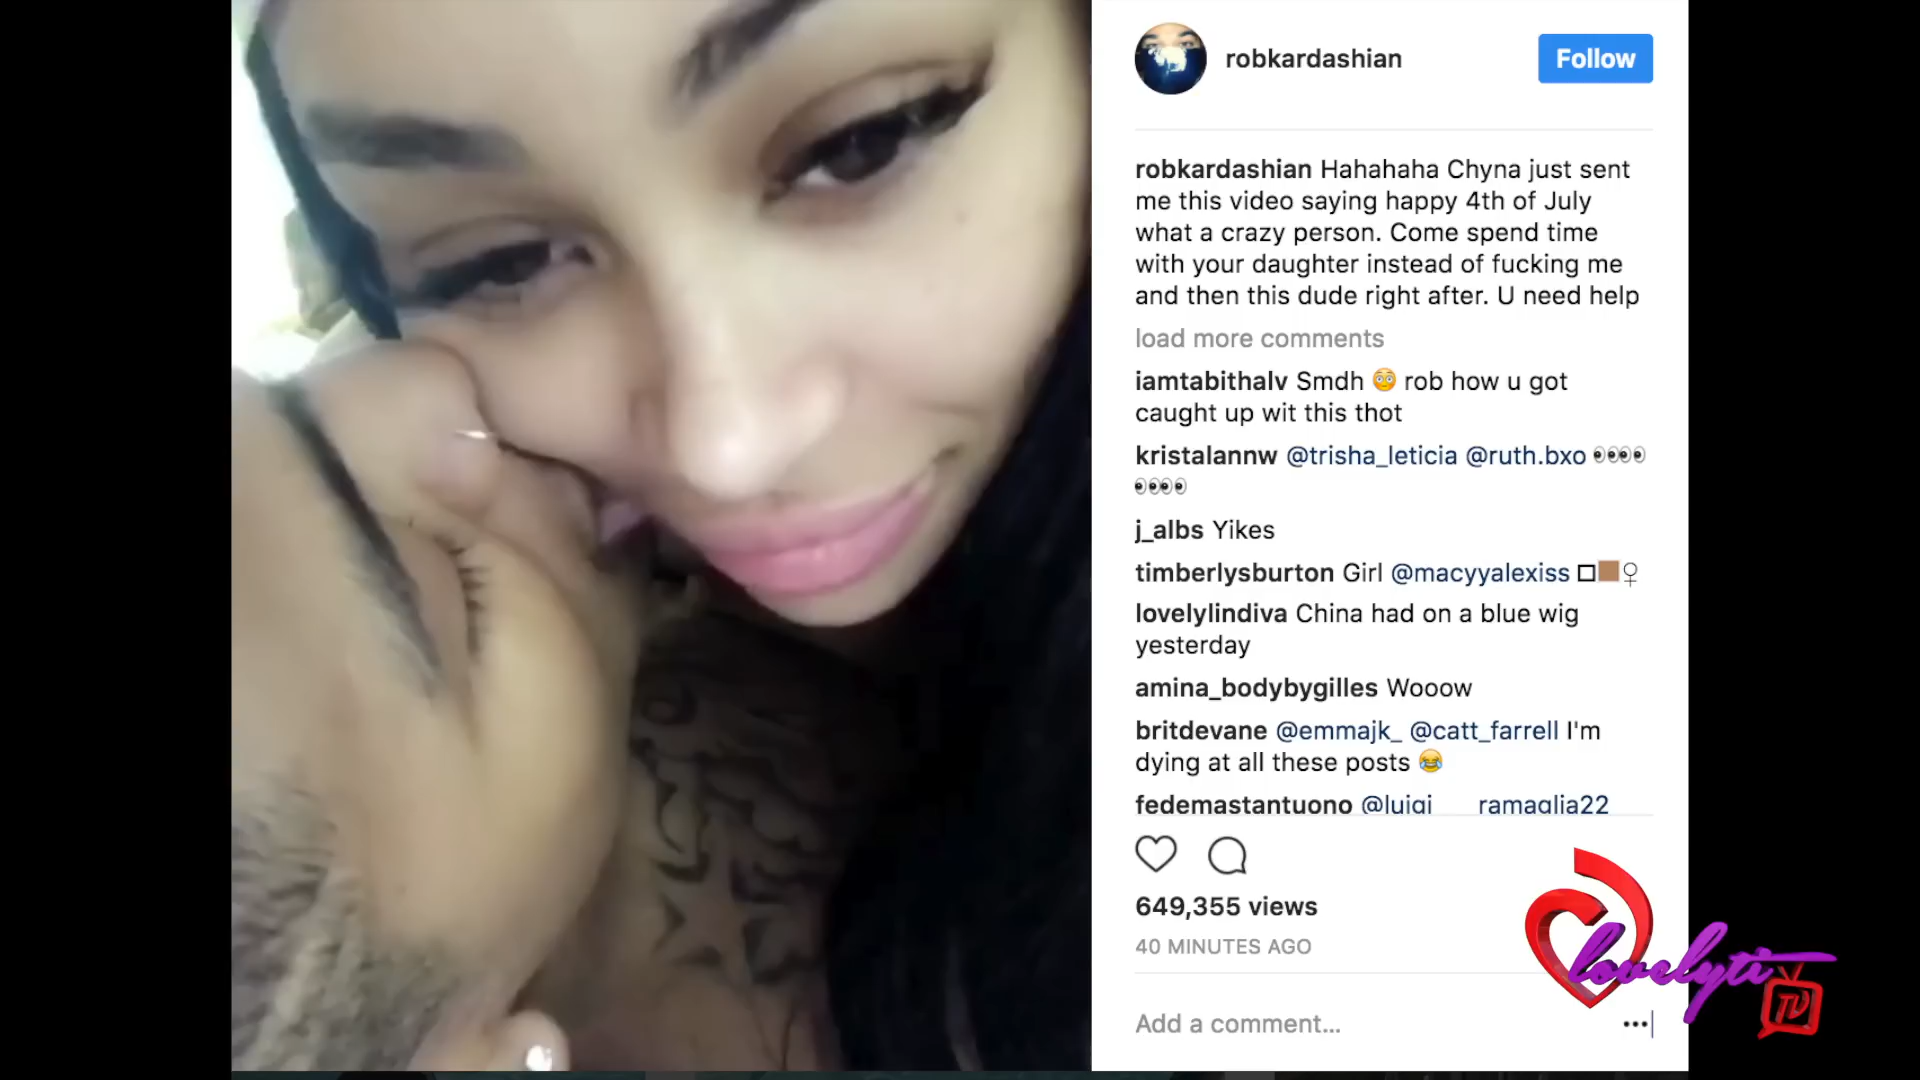 robkardashian
Follow
robkardashian Hahahaha Chyna just sent
me this video saying happy 4th of July
what a crazy person. Come spend time
with your daughter instead of fucking me
and then this dude right after. U need help
load more comments
iamtabithalv Smdh 😳 rob how u got
caught up wit this thot
kristalannw @trisha_leticia @ruth.bxo 👀👀
👀👀
j_albs Yikes
timberlysburton Girl @macyyalexiss □🏽♀
lovelylindiva China had on a blue wig
yesterday
amina_bodybygilles Wooow
britdevane @emmajk_ @catt_farrell I'm
dying at all these posts 😂
fedemastantuono @luigi___ramaglia22
649,355 views
40 MINUTES AGO
Add a comment...
lovelyti
TV